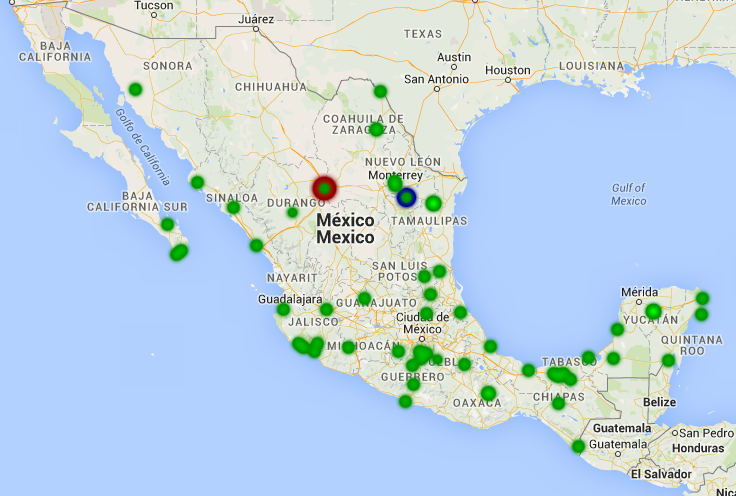 Tucson
Juárez
TEXAS
BAJA
CALIFORNIA
SONORA
Austin
Houston
LOUISIANA
San Antonio
CHIHUAHUA
Golfo de California
COAHUILA DE
ZARAGOZA
NUEVO LEÓN
Monterrey
BAJA
CALIFORNIA SUR
SINALOA
DURANGO
Gulf of
Mexico
México
Mexico
TAMAULIPAS
SAN LUIS
POTOSÍ
NAYARIT
Guadalajara
GUANAJUATO
Mérida
JALISCO
Ciudad de
México
YUCATÁN
QUINTANA
ROO
MICHOACÁN
PUEBLA
TABASCO
GUERRERO
OAXACA
CHIAPAS
Belize
Guatemala
Guatemala
San Pedro
Honduras
El Salvador